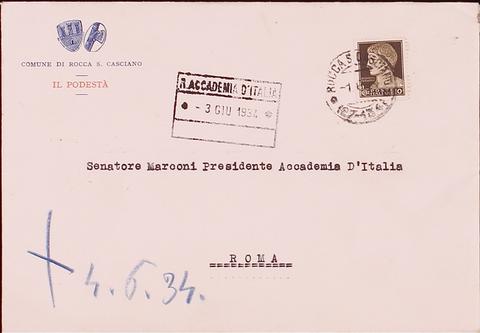 COMUNE DI ROCCA S. CASCIANO
IL PODESTÀ
R. ACCADEMIA D'ITALIA
- 3 GIU 1934
ROCCA S.
Senatore Marconi Presidente Accademia D'Italia
ROMA
4.6.34.